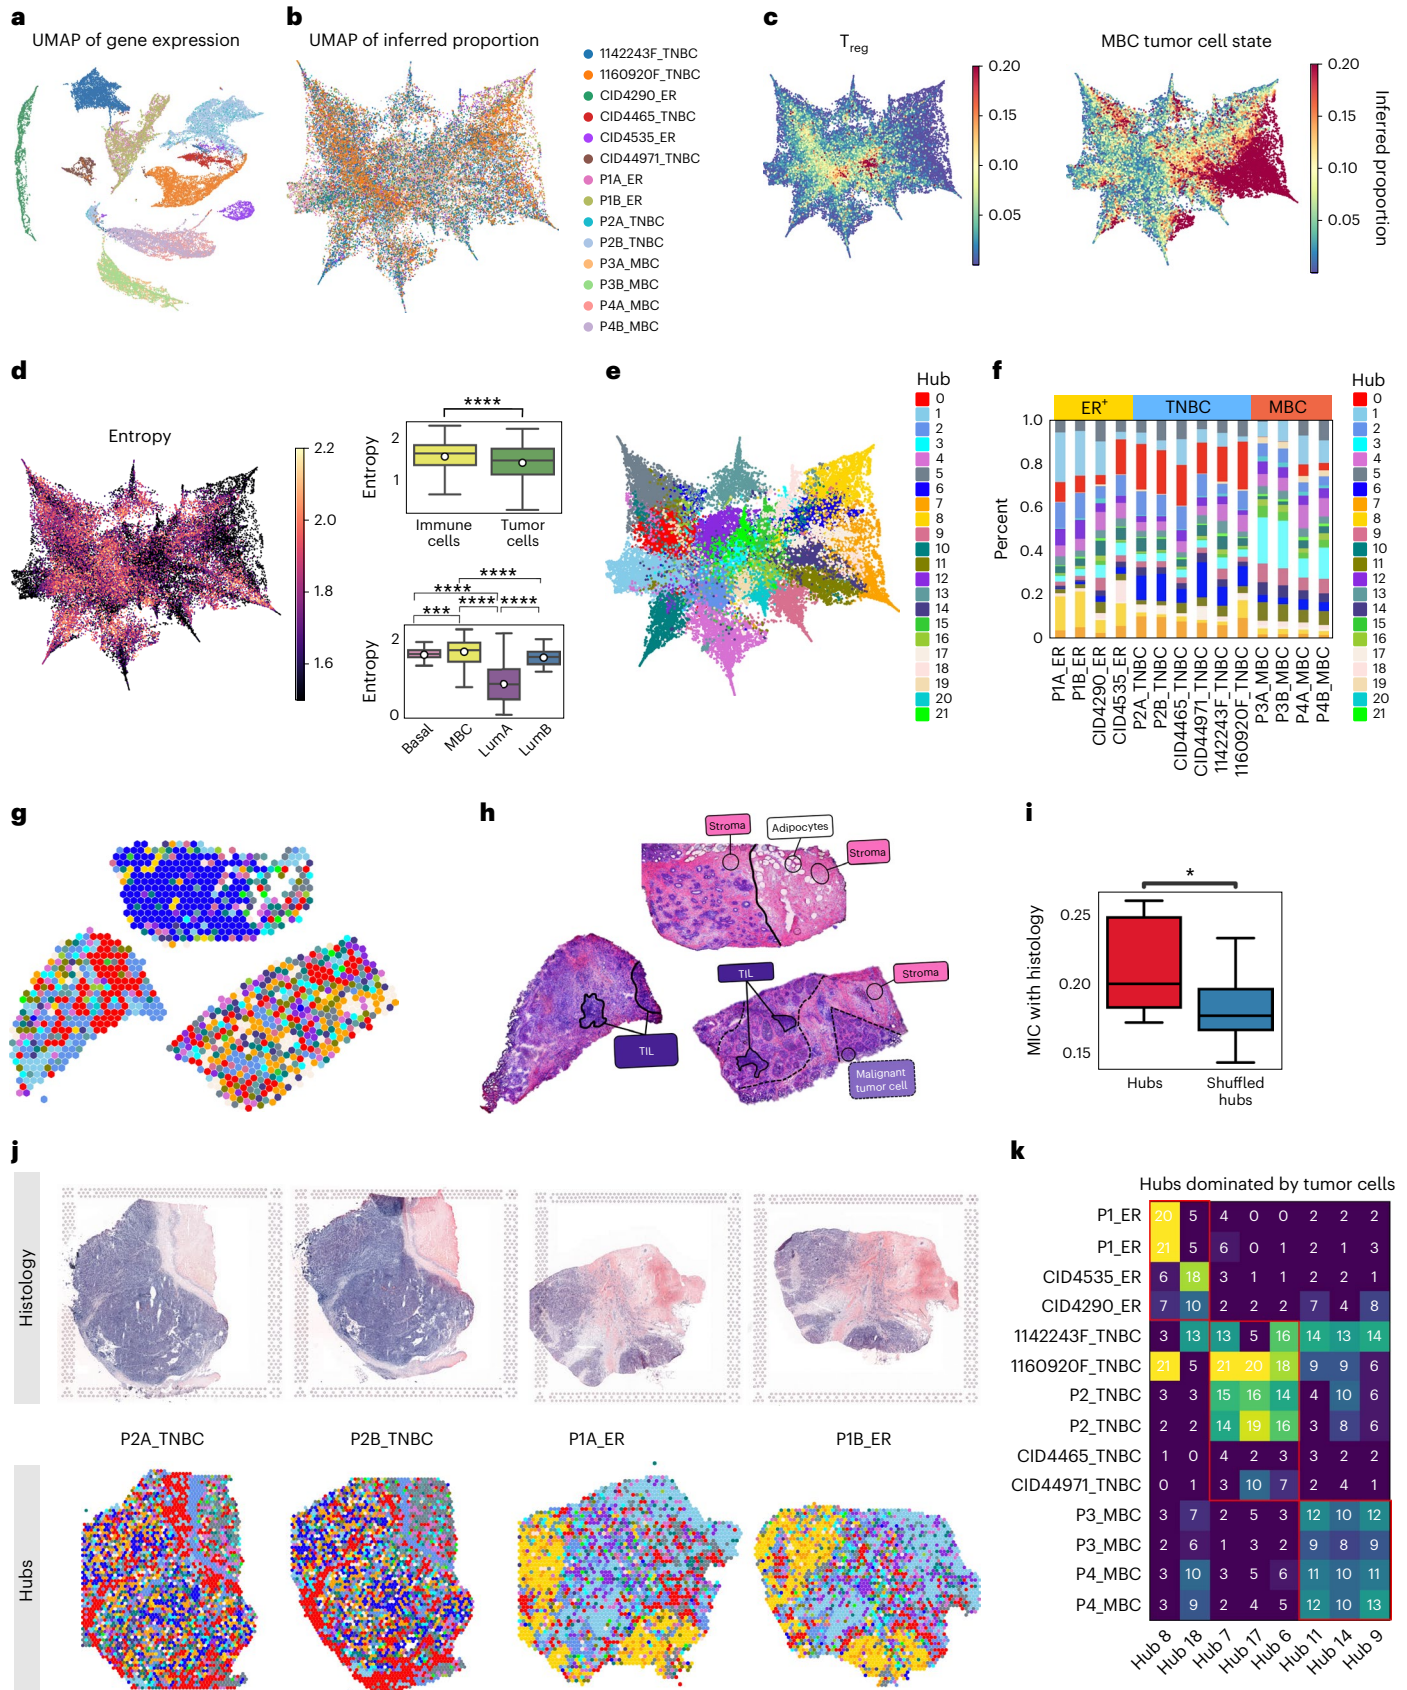 a
UMAP of gene expression
b
UMAP of inferred proportion
1142243F_TNBC
1160920F_TNBC
CID4290_ER
CID4465_TNBC
CID4535_ER
CID44971_TNBC
P1A_ER
P1B_ER
P2A_TNBC
P2B_TNBC
P3A_MBC
P3B_MBC
P4A_MBC
P4B_MBC
c
Treg
0.20
0.15
0.10
0.05
MBC tumor cell state
0.20
0.15
0.10
0.05
Inferred proportion
d
Entropy
2.2
2.0
1.8
1.6
****
Entropy
2
1
Immune cells
Tumor cells
****
****
**** ****
***
Entropy
2
0
Basal
MBC
LumA
LumB
e
Hub
0
1
2
3
4
5
6
7
8
9
10
11
12
13
14
15
16
17
18
19
20
21
f
ER+ TNBC MBC
Percent
1.0
0.8
0.6
0.4
0.2
0
P1A_ER
P1B_ER
CID4290_ER
CID4535_ER
P2A_TNBC
P2B_TNBC
CID4465_TNBC
CID44971_TNBC
1142243F_TNBC
1160920F_TNBC
P3A_MBC
P3B_MBC
P4A_MBC
P4B_MBC
Hub
0
1
2
3
4
5
6
7
8
9
10
11
12
13
14
15
16
17
18
19
20
21
g
h
Stroma
Adipocytes
Stroma
TIL
TIL
Stroma
Malignant
tumor cell
i
*
MIC with histology
0.25
0.20
0.15
Hubs
Shuffled
hubs
j
Histology
P2A_TNBC
P2B_TNBC
P1A_ER
P1B_ER
Hubs
k
Hubs dominated by tumor cells
P1_ER 20 5 4 0 0 2 2 2
P1_ER 21 5 6 0 1 2 1 3
CID4535_ER 6 18 3 1 1 2 2 1
CID4290_ER 7 10 2 2 2 7 4 8
1142243F_TNBC 3 13 13 5 16 14 13 14
1160920F_TNBC 21 5 21 20 18 9 9 6
P2_TNBC 3 3 15 16 14 4 10 6
P2_TNBC 2 2 14 19 16 3 8 6
CID4465_TNBC 1 0 4 2 3 3 2 2
CID44971_TNBC 0 1 3 10 7 2 4 1
P3_MBC 3 7 2 5 3 12 10 12
P3_MBC 2 6 1 3 2 9 8 9
P4_MBC 3 10 3 5 6 11 10 11
P4_MBC 3 9 2 4 5 12 10 13
Hub 8
Hub 18
Hub 7
Hub 17
Hub 6
Hub 11
Hub 14
Hub 9